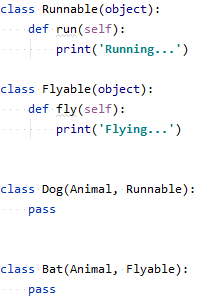 class Runnable(object):
    def run(self):
        print('Running...')
class Flyable(object):
    def fly(self):
        print('Flying...')
class Dog(Animal, Runnable):
    pass
class Bat(Animal, Flyable):
    pass